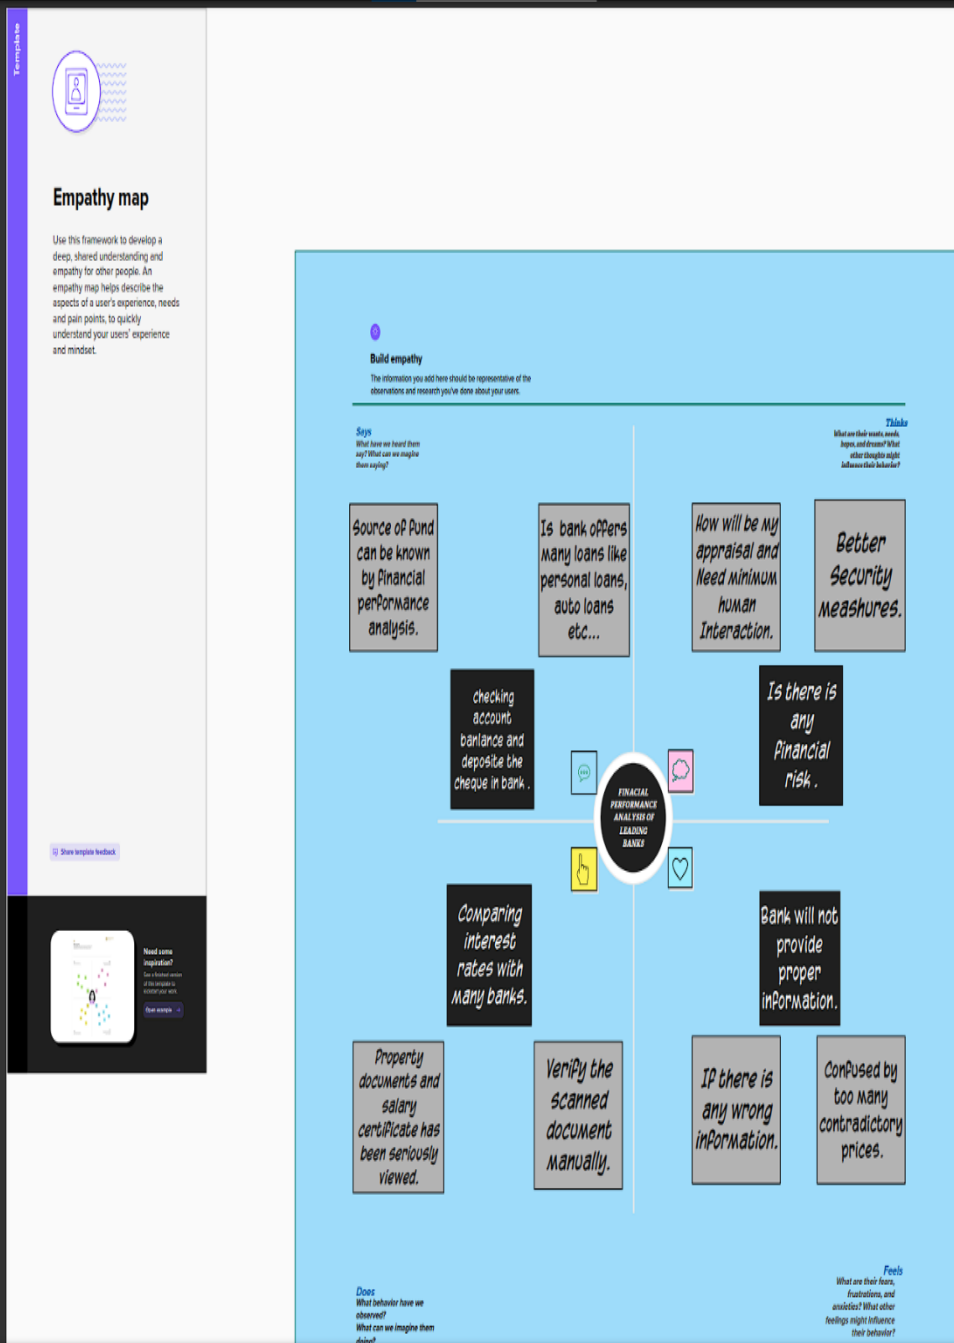 Template
Empathy map
Use this framework to develop a
deep, shared understanding and
empathy for other people. An
empathy map helps describe the
aspects of a user's experience, needs
and pain points, to quickly
understand your users' experience
and mindset.
Share template feedback
Need some
inspiration?
See a finished version
of this template to
kickstart your work.
Open example
Build empathy
The information you add here should be representative of the
observations and research you've done about your users.
Says
What have we heard them
say? What can we magine
them saying?
Thinks
What are their wants, needs,
hopes, and dreams? What
other thoughts might
influence their behavior?
Source of fund
can be known
by financial
performance
analysis.
Is bank offers
many loans like
personal loans,
auto loans
etc...
How will be my
appraisal and
Need minimum
human
Interaction.
Better
Security
meashures.
checking
account
banlance and
deposite the
cheque in bank .
Is there is
any
financial
risk .
FINACIAL
PERFORMANCE
ANALYSIS OF
LEADING
BANKS
Comparing
interest
rates with
many banks.
Bank will not
provide
proper
information.
Property
documents and
salary
certificate has
been seriously
viewed.
Verify the
scanned
document
manually.
If there is
any wrong
information.
Confused by
too many
contradictory
prices.
Does
What behavior have we
observed?
What can we imagine them
doing?
Feels
What are their fears,
frustrations, and
anxieties? What other
feelings might influence
their behavior?